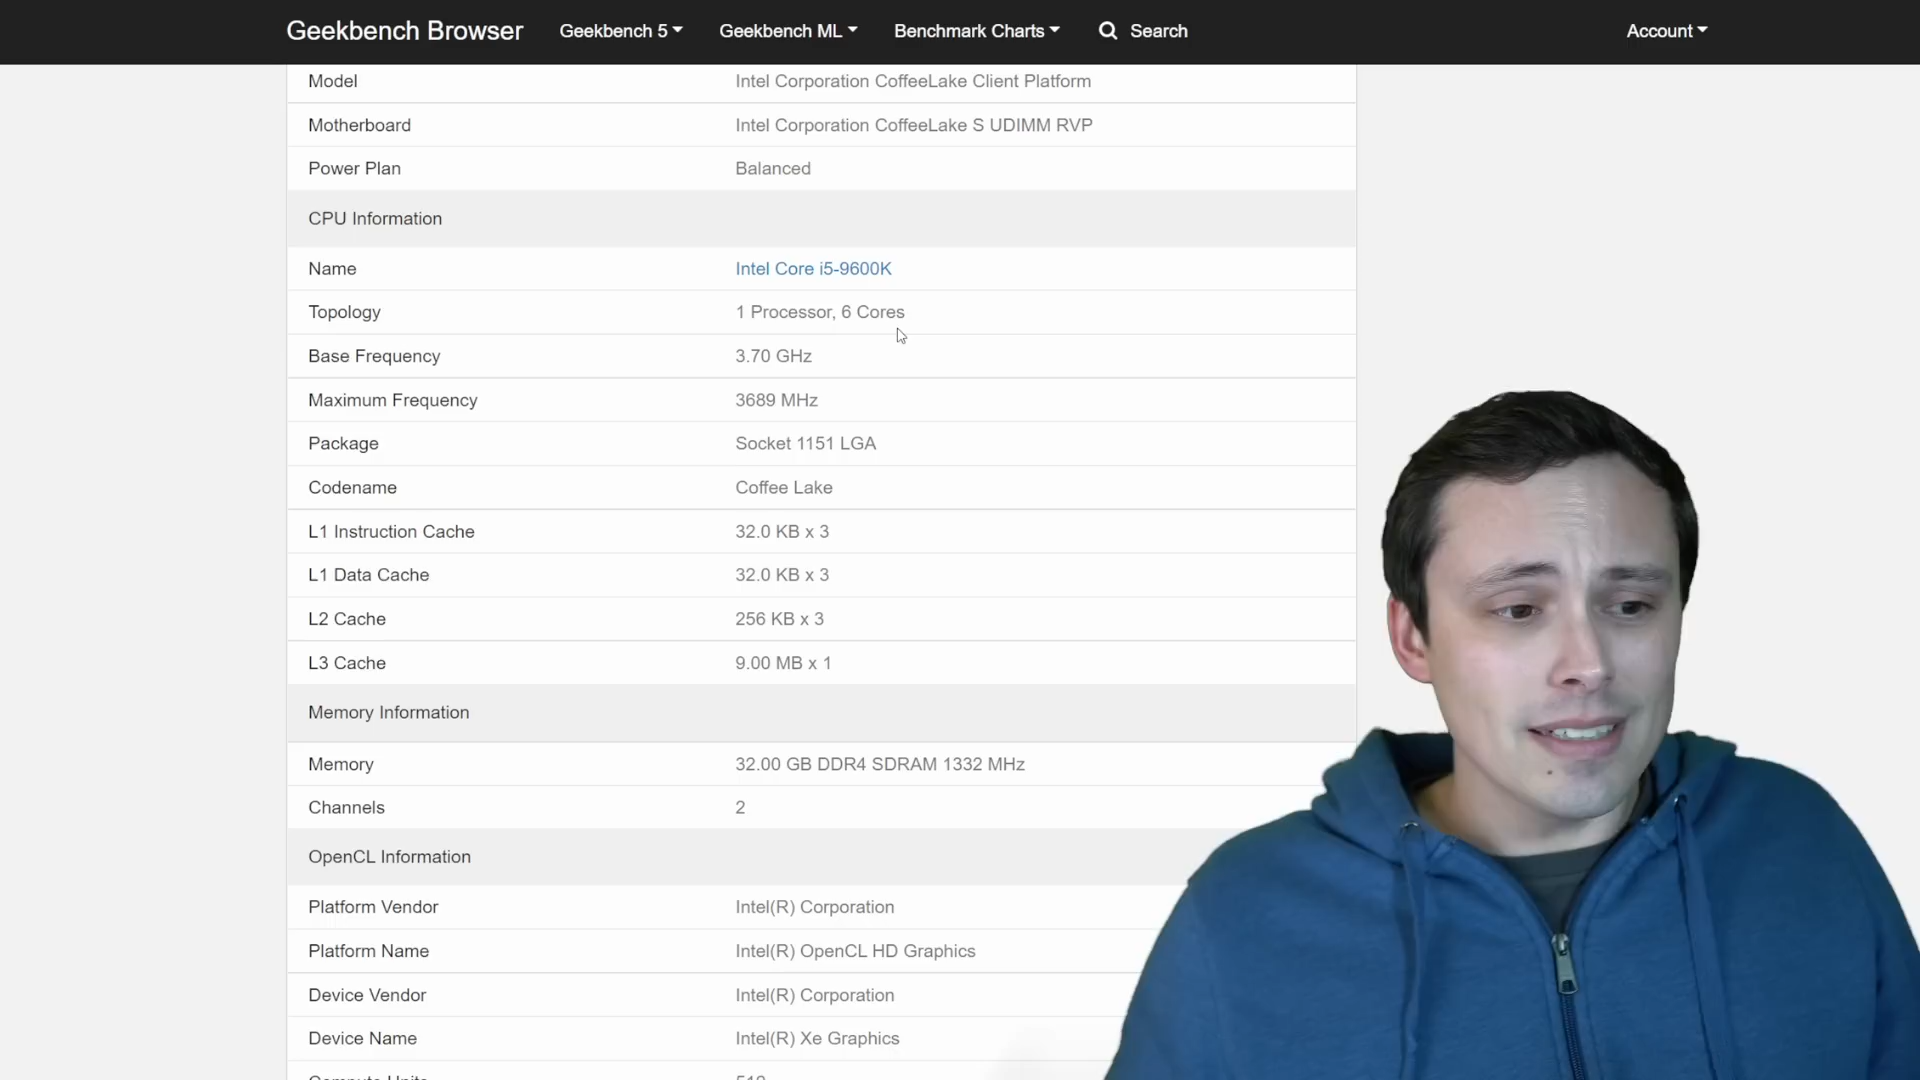 Geekbench Browser Geekbench 5 Geekbench ML Benchmark Charts Search Account
Model Intel Corporation CoffeeLake Client Platform
Motherboard Intel Corporation CoffeeLake S UDIMM RVP
Power Plan Balanced
CPU Information
Name Intel Core i5-9600K
Topology 1 Processor, 6 Cores
Base Frequency 3.70 GHz
Maximum Frequency 3689 MHz
Package Socket 1151 LGA
Codename Coffee Lake
L1 Instruction Cache 32.0 KB x 3
L1 Data Cache 32.0 KB x 3
L2 Cache 256 KB x 3
L3 Cache 9.00 MB x 1
Memory Information
Memory 32.00 GB DDR4 SDRAM 1332 MHz
Channels 2
OpenCL Information
Platform Vendor Intel(R) Corporation
Platform Name Intel(R) OpenCL HD Graphics
Device Vendor Intel(R) Corporation
Device Name Intel(R) Xe Graphics